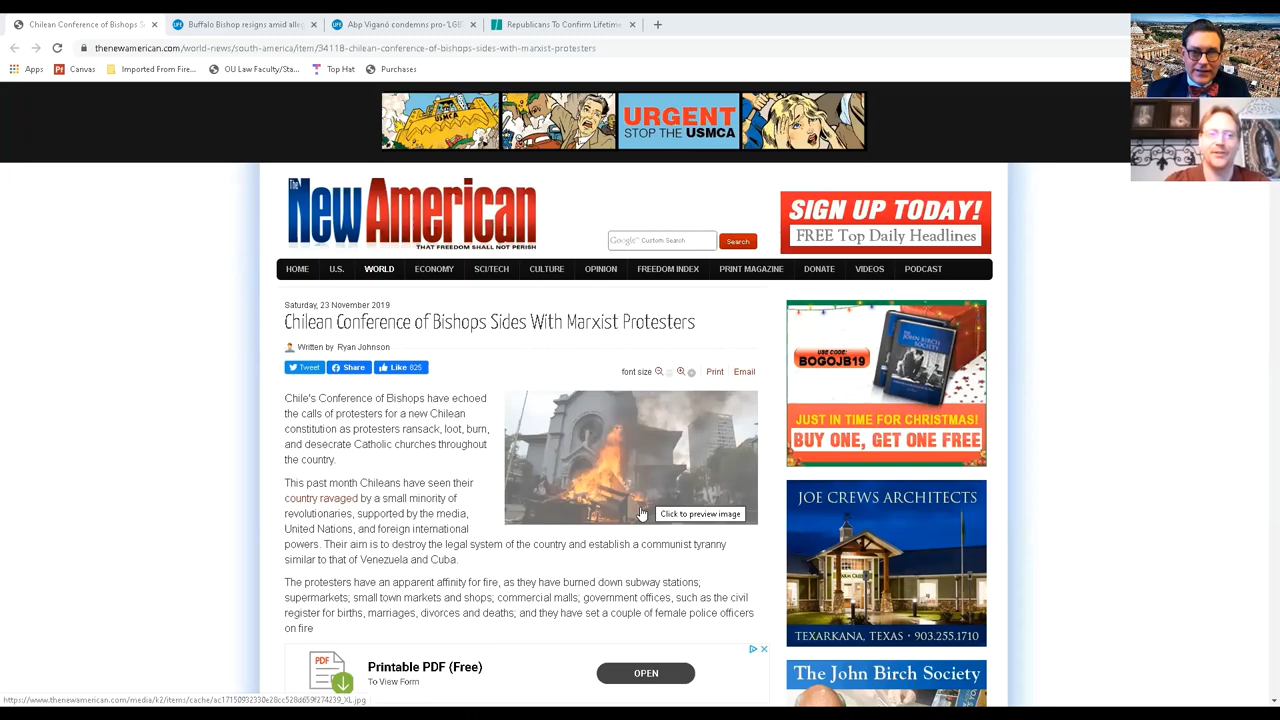 Chilean Conference of Bishops S
Buffalo Bishop resigns amid alle
Abp Viganó condemns pro-'LGB
Republicans To Confirm Lifetime
thenewamerican.com/world-news/south-america/item/34118-chilean-conference-of-bishops-sides-with-marxist-protesters
Apps
Canvas
Imported From Fire...
OU Law Faculty/Sta...
Top Hat
Purchases
USMCA
URGENT
STOP THE USMCA
The New American
THAT FREEDOM SHALL NOT PERISH
Google Custom Search
Search
SIGN UP TODAY!
FREE Top Daily Headlines
HOME U.S. WORLD ECONOMY SCI/TECH CULTURE OPINION FREEDOM INDEX PRINT MAGAZINE DONATE VIDEOS PODCAST
Saturday, 23 November 2019
Chilean Conference of Bishops Sides With Marxist Protesters
Written by Ryan Johnson
Tweet
Share
Like 825
font size
Print
Email
Chile's Conference of Bishops have echoed
the calls of protesters for a new Chilean
constitution as protesters ransack, loot, burn,
and desecrate Catholic churches throughout
the country.
This past month Chileans have seen their
country ravaged by a small minority of
revolutionaries, supported by the media,
United Nations, and foreign international
powers. Their aim is to destroy the legal system of the country and establish a communist tyranny
similar to that of Venezuela and Cuba.
Click to preview image
The protesters have an apparent affinity for fire, as they have burned down subway stations;
supermarkets; small town markets and shops; commercial malls; government offices, such as the civil
register for births, marriages, divorces and deaths; and they have set a couple of female police officers
on fire
PDF
Printable PDF (Free)
To View Form
OPEN
USE CODE:
BOGOJB19
THE JOHN BIRCH SOCIETY
JUST IN TIME FOR CHRISTMAS!
BUY ONE, GET ONE FREE
JOE CREWS ARCHITECTS
TEXARKANA, TEXAS • 903.255.1710
The John Birch Society